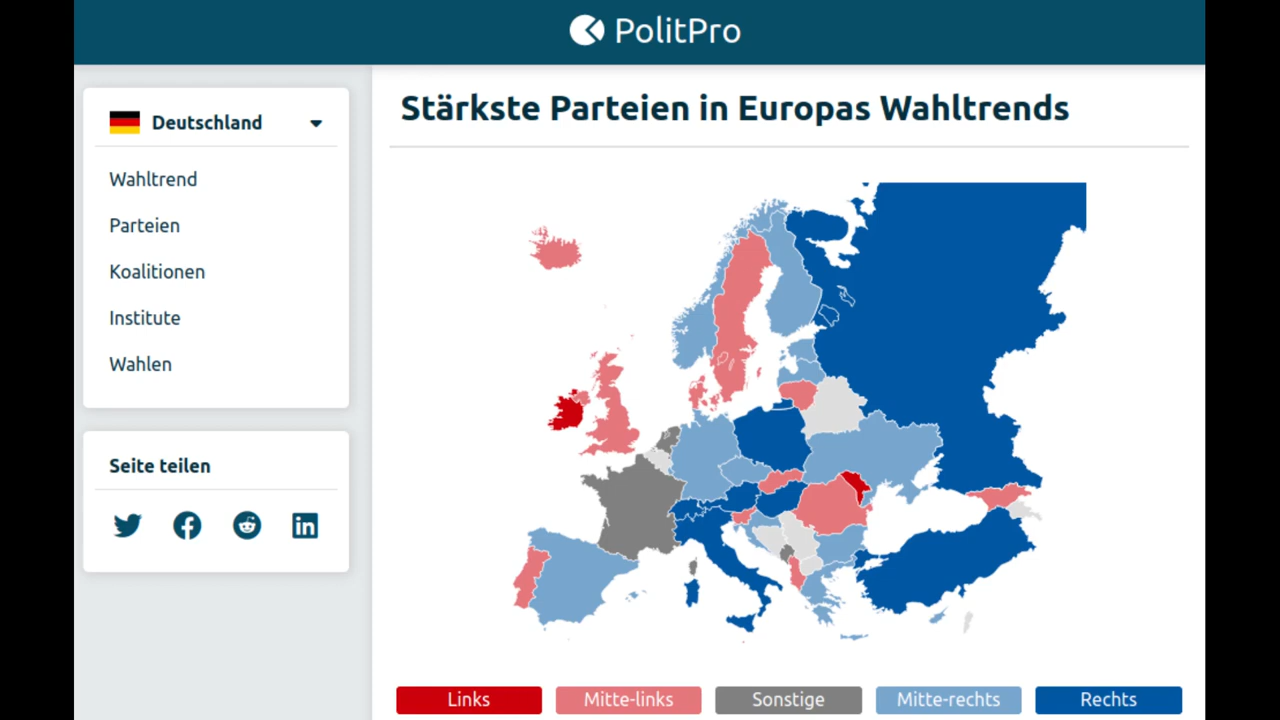 PolitPro
Deutschland
Wahltrend
Parteien
Koalitionen
Institute
Wahlen
Seite teilen
Stärkste Parteien in Europas Wahltrends
Links
Mitte-links
Sonstige
Mitte-rechts
Rechts